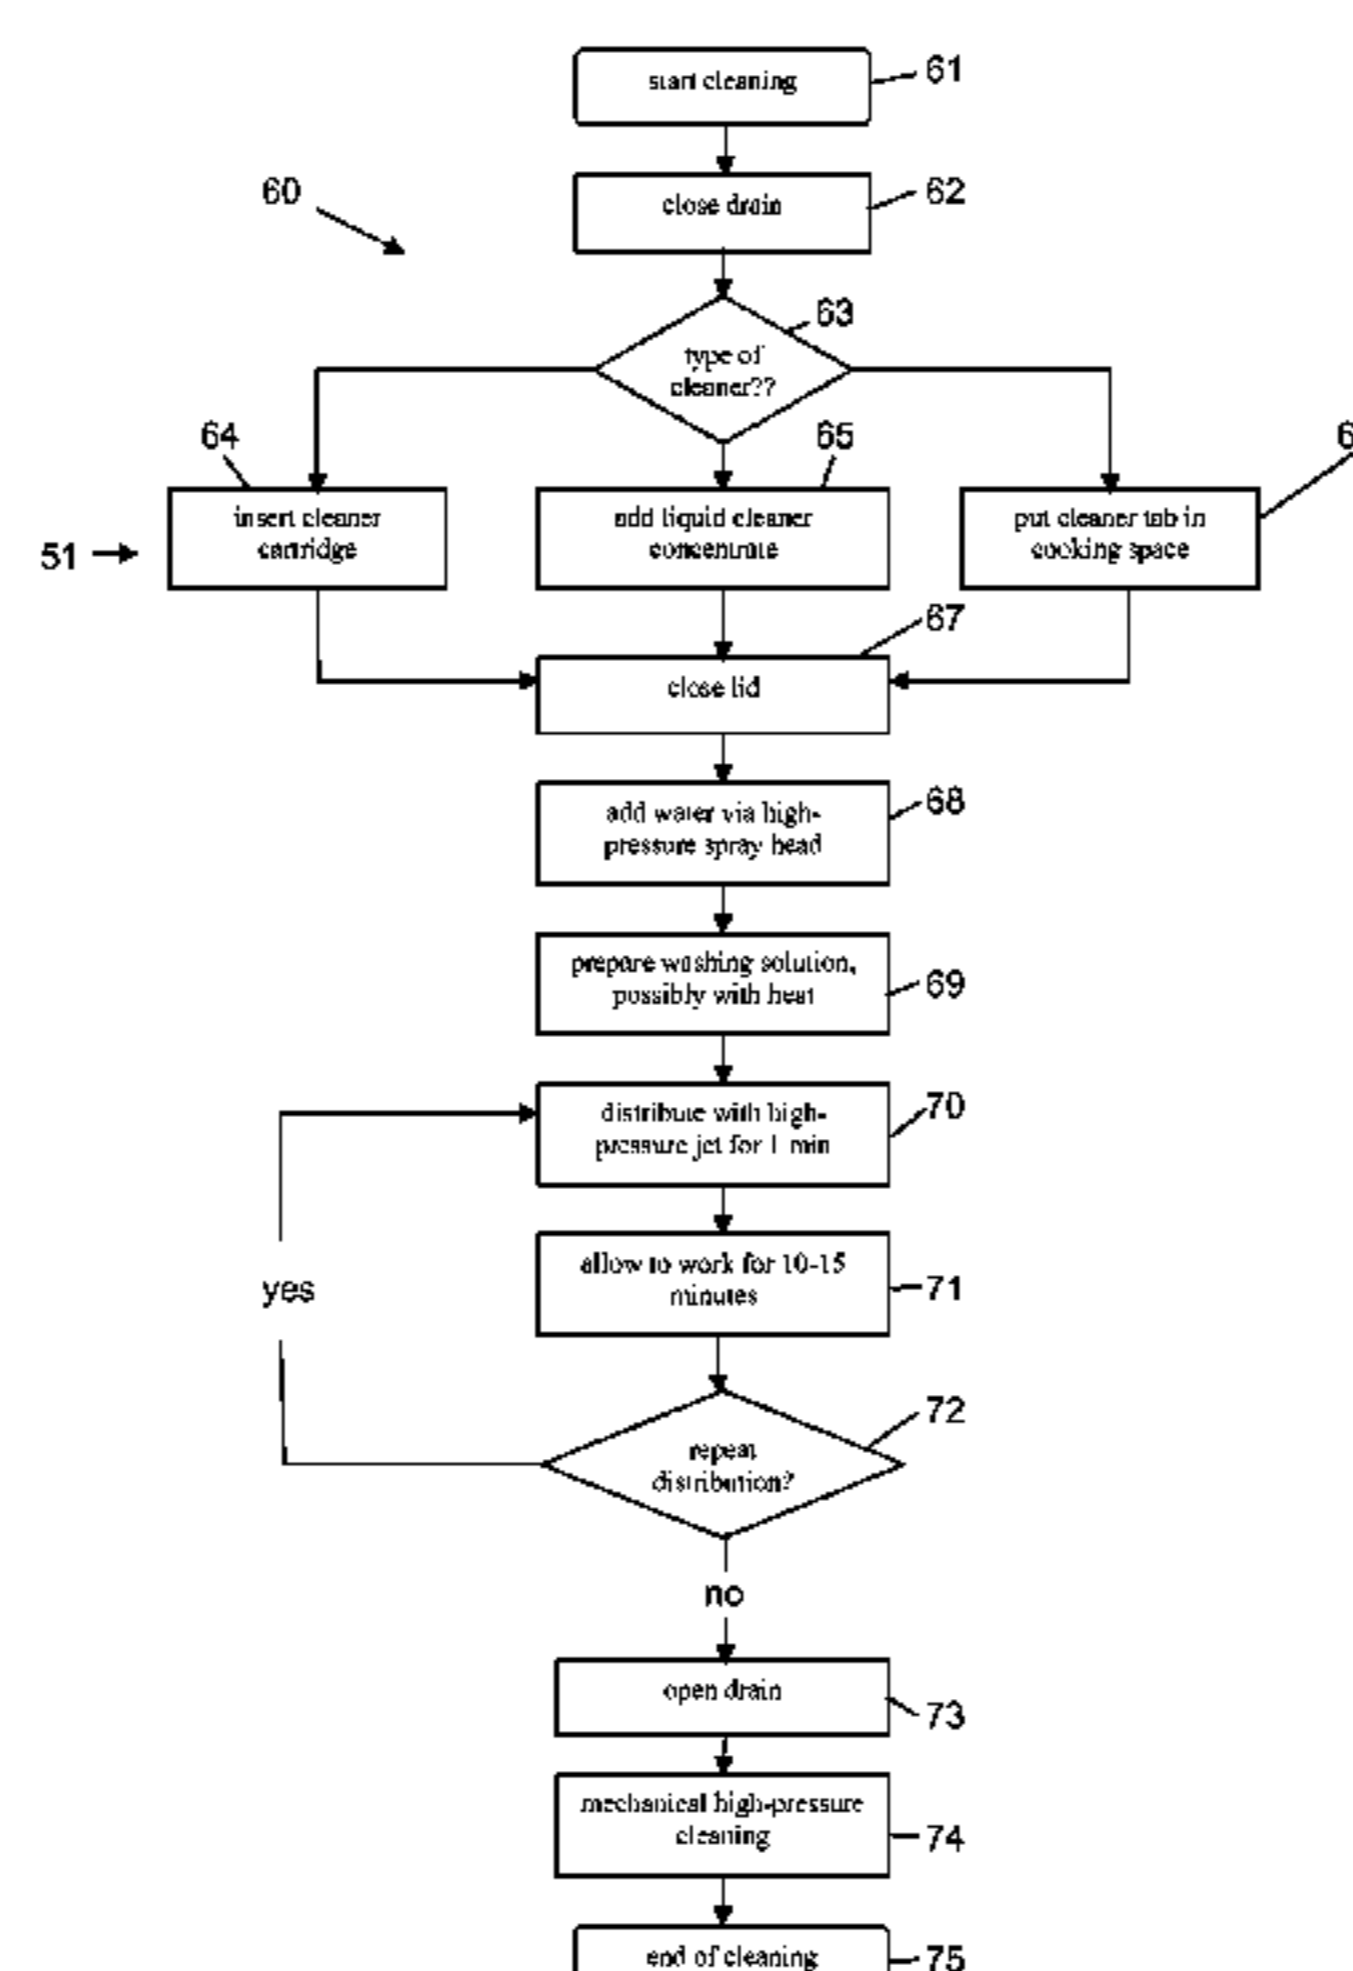 start cleaning
61
close drain
62
60
63
type of
cleaner??
64
65
6
insert cleaner
cartridge
add liquid cleaner
concentrate
put cleaner tab in
cooking space
51
67
close lid
add water via high-
pressure spray head
68
prepare washing solution,
possibly with heat
69
distribute with high-
pressure jet for 1 min
70
allow to work for 10-15
minutes
71
yes
72
repeat
distribution?
no
open drain
73
mechanical high-pressure
cleaning
74
end of cleaning
75